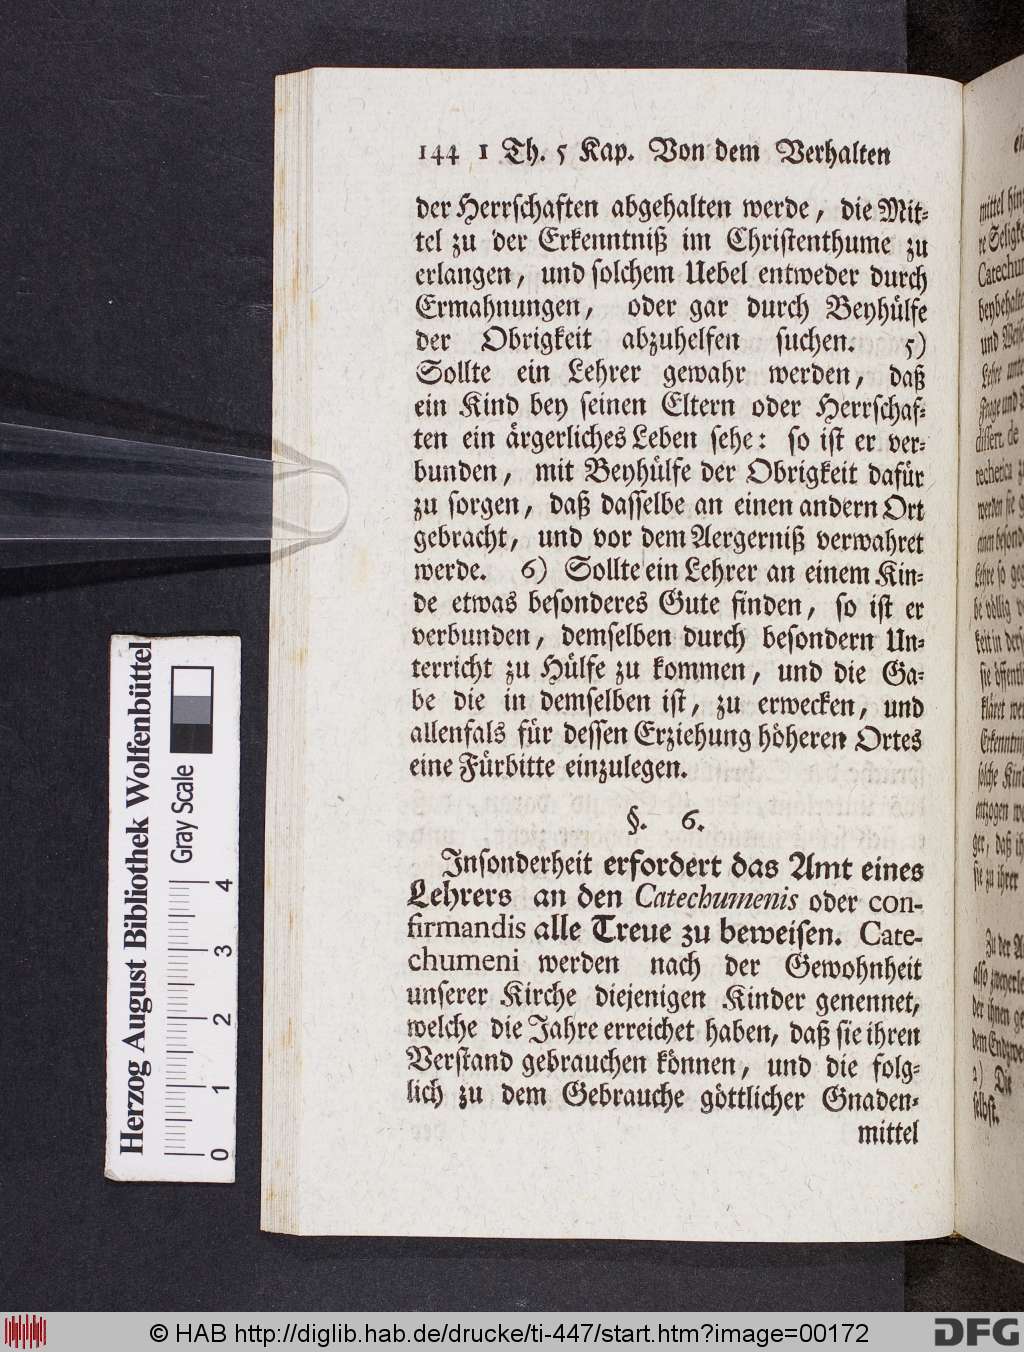 144 1 Th. 5 Kap. Von dem Verhalten
der Herrschaften abgehalten werde, die Mit-
tel zu der Erkenntniß im Christenthume zu
erlangen, und solchem Uebel entweder durch
Ermahnungen, oder gar durch Beyhülfe
der Obrigkeit abzuhelfen suchen. 5)
Sollte ein Lehrer gewahr werden, daß
ein Kind bey seinen Eltern oder Herrschaf-
ten ein ärgerliches Leben sehe: so ist er ver-
bunden, mit Beyhülfe der Obrigkeit dafür
zu sorgen, daß dasselbe an einen andern Ort
gebracht, und vor dem Aergerniß verwahret
werde. 6) Sollte ein Lehrer an einem Kin-
de etwas besonderes Gute finden, so ist er
verbunden, demselben durch besondern Un-
terricht zu Hülfe zu kommen, und die Ga-
be die in demselben ist, zu erwecken, und
allenfals für dessen Erziehung höheren Ortes
eine Fürbitte einzulegen.
§. 6.
Insonderheit erfordert das Amt eines
Lehrers an den Catechumenis oder con-
firmandis alle Treue zu beweisen. Cate-
chumeni werden nach der Gewohnheit
unserer Kirche diejenigen Kinder genennet,
welche die Jahre erreichet haben, daß sie ihren
Verstand gebrauchen können, und die folg-
lich zu dem Gebrauche göttlicher Gnaden-
mittel
Herzog August Bibliothek Wolfenbüttel
Gray Scale
0 1 2 3 4
© HAB http://diglib.hab.de/drucke/ti-447/start.htm?image=00172
DFG